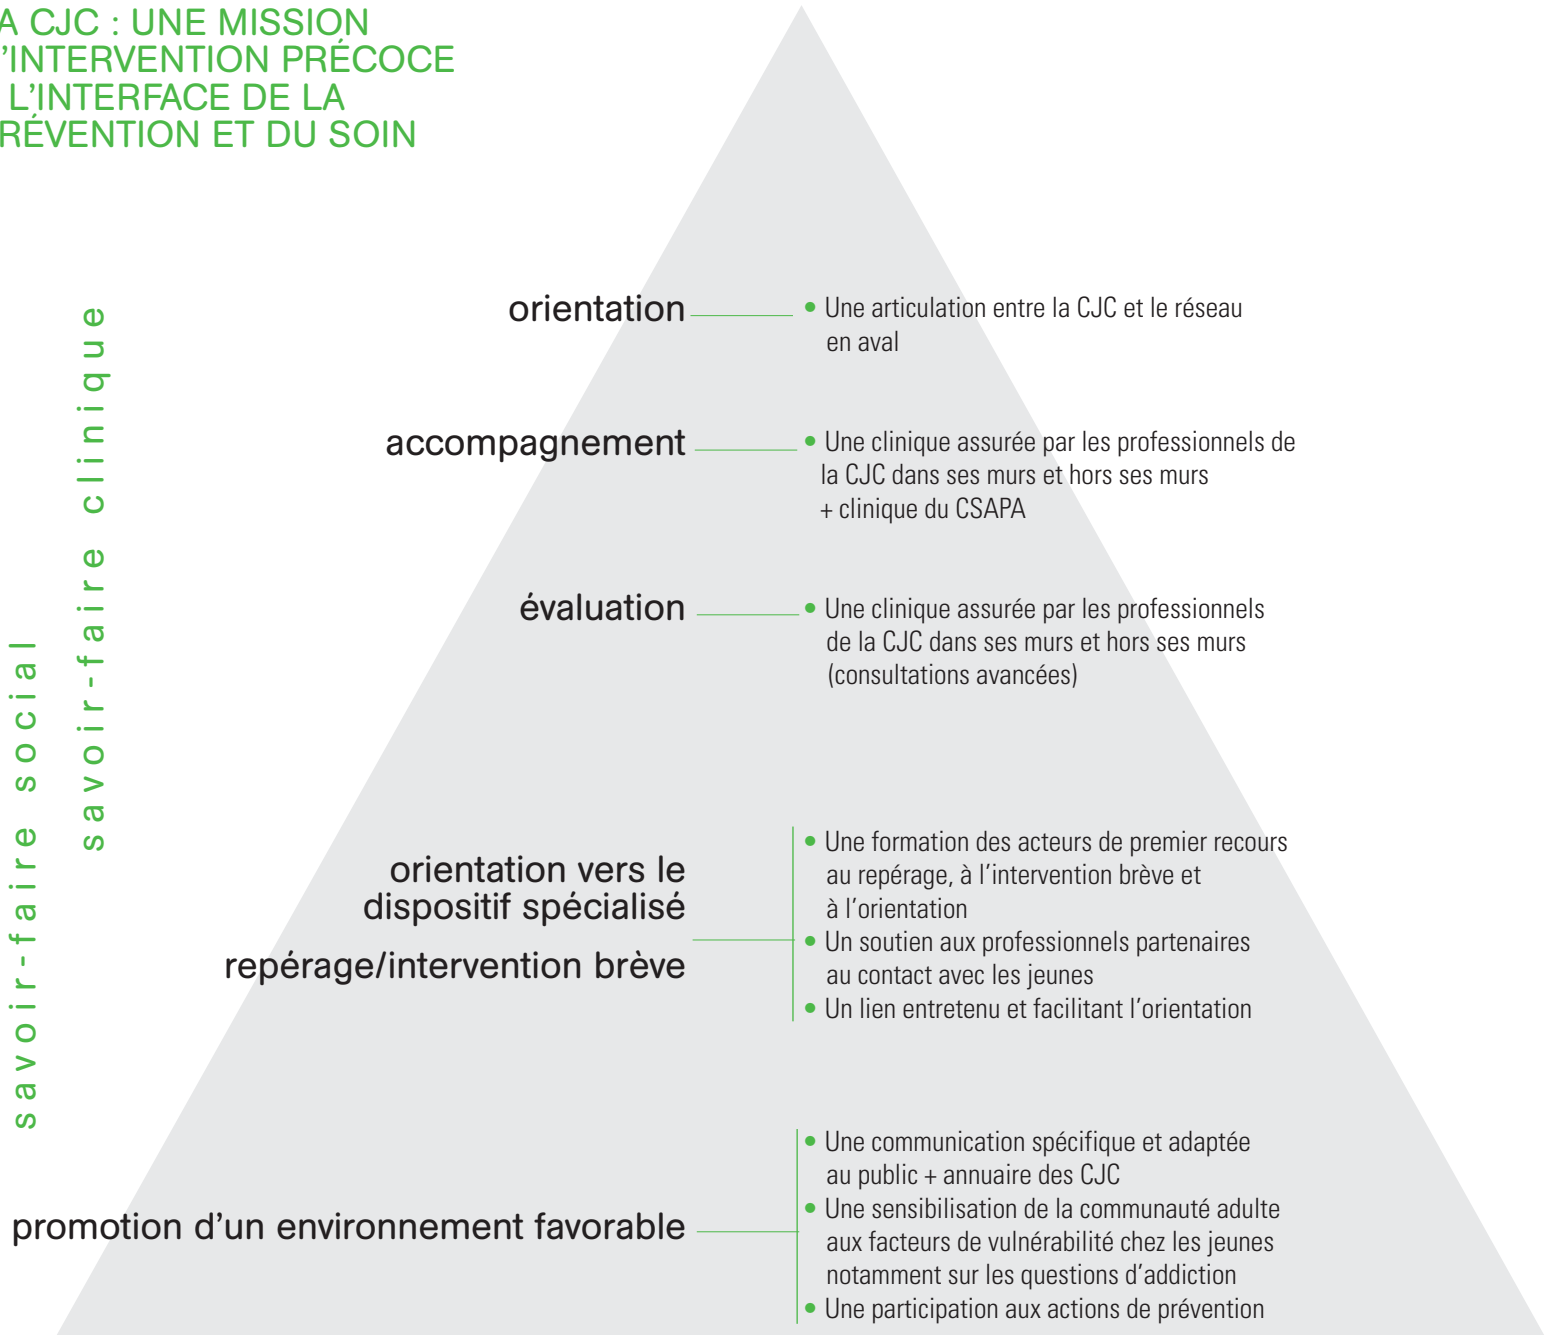 A CJC : UNE MISSION
'INTERVENTION PRÉCOCE
L'INTERFACE DE LA
RÉVENTION ET DU SOIN
savoir-faire clinique
savoir-faire social
orientation
• Une articulation entre la CJC et le réseau
en aval
accompagnement
• Une clinique assurée par les professionnels de
la CJC dans ses murs et hors ses murs
+ clinique du CSAPA
évaluation
• Une clinique assurée par les professionnels
de la CJC dans ses murs et hors ses murs
(consultations avancées)
orientation vers le
dispositif spécialisé
repérage/intervention brève
• Une formation des acteurs de premier recours
au repérage, à l'intervention brève et
à l'orientation
• Un soutien aux professionnels partenaires
au contact avec les jeunes
• Un lien entretenu et facilitant l'orientation
promotion d'un environnement favorable
• Une communication spécifique et adaptée
au public + annuaire des CJC
• Une sensibilisation de la communauté adulte
aux facteurs de vulnérabilité chez les jeunes
notamment sur les questions d'addiction
• Une participation aux actions de prévention